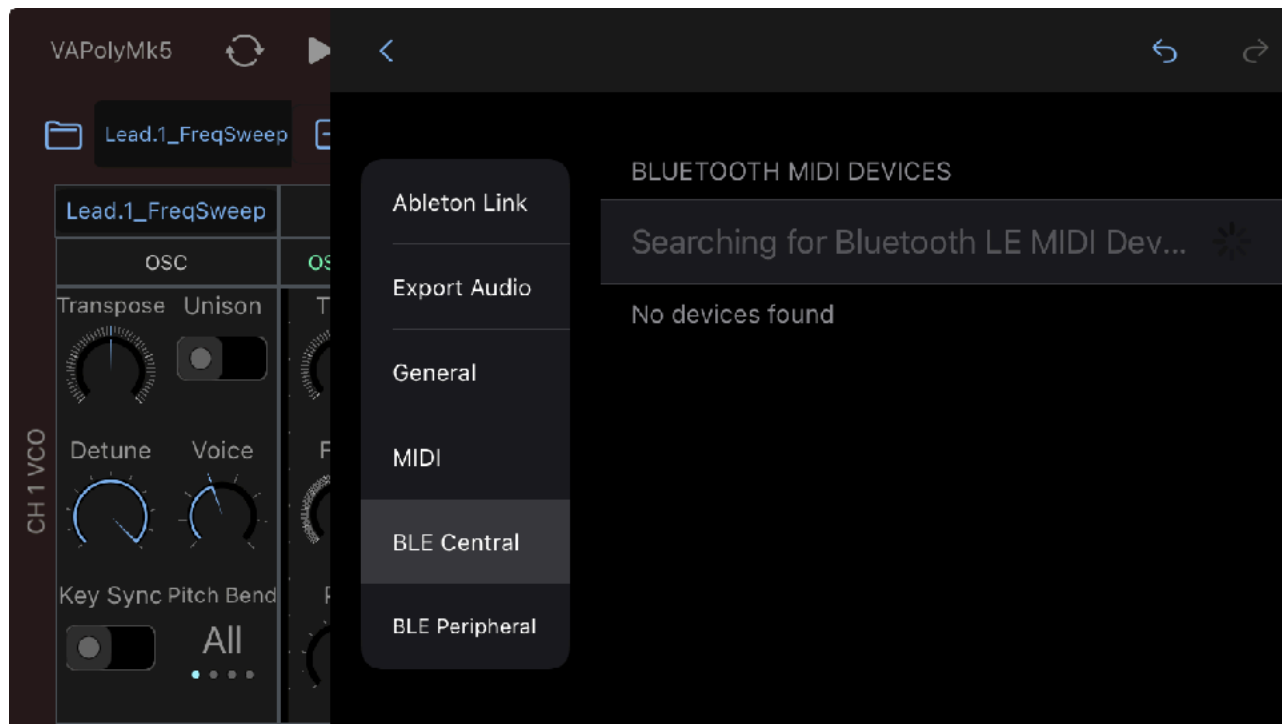 VAPolyMk5
Lead.1_FreqSweep
Lead.1_FreqSweep
OSC
Transpose Unison
Detune Voice
Key Sync Pitch Bend
All
CH 1 VCO
Ableton Link
Export Audio
General
MIDI
BLE Central
BLE Peripheral
BLUETOOTH MIDI DEVICES
Searching for Bluetooth LE MIDI Dev...
No devices found